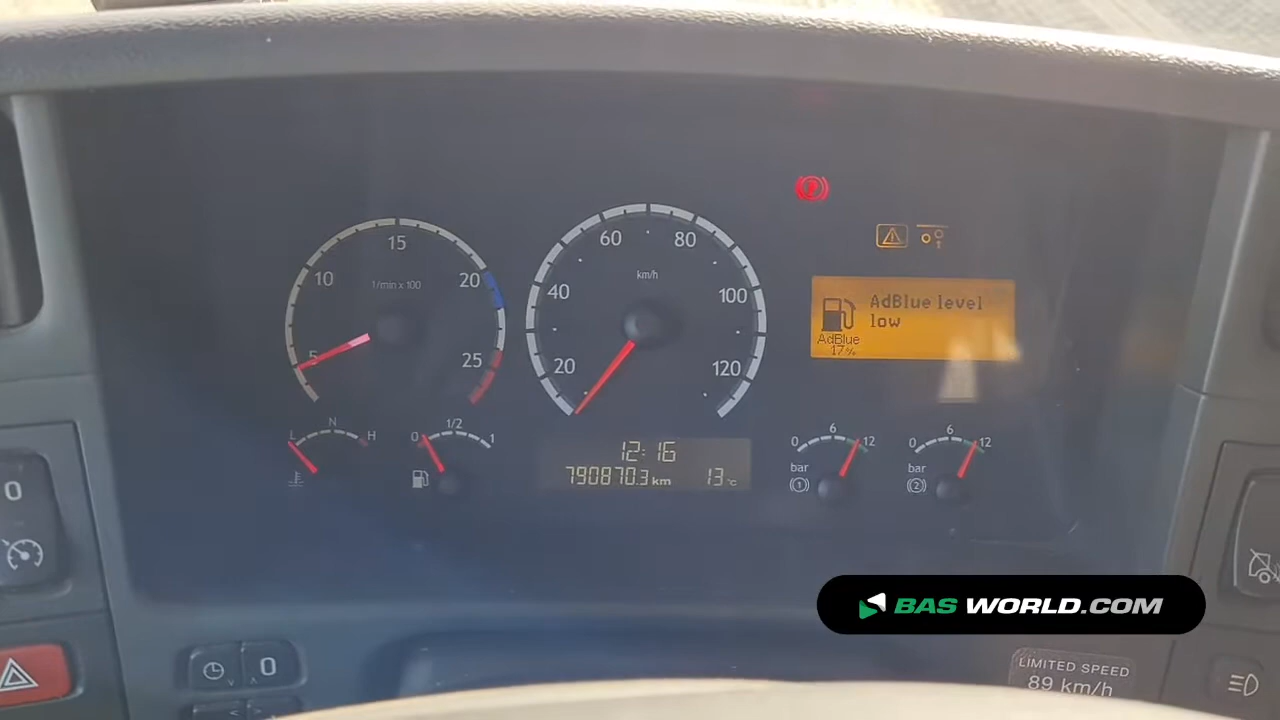 15
10
20
1/min x 100
5
25
60
80
km/h
40
100
20
120
AdBlue level
low
AdBlue
17%
L N H
0 1/2 1
12:16
790870.3 km 13 °C
0 6 12
bar
1
0 6 12
bar
2
P
0
0
BAS WORLD.COM
LIMITED SPEED
89 km/h